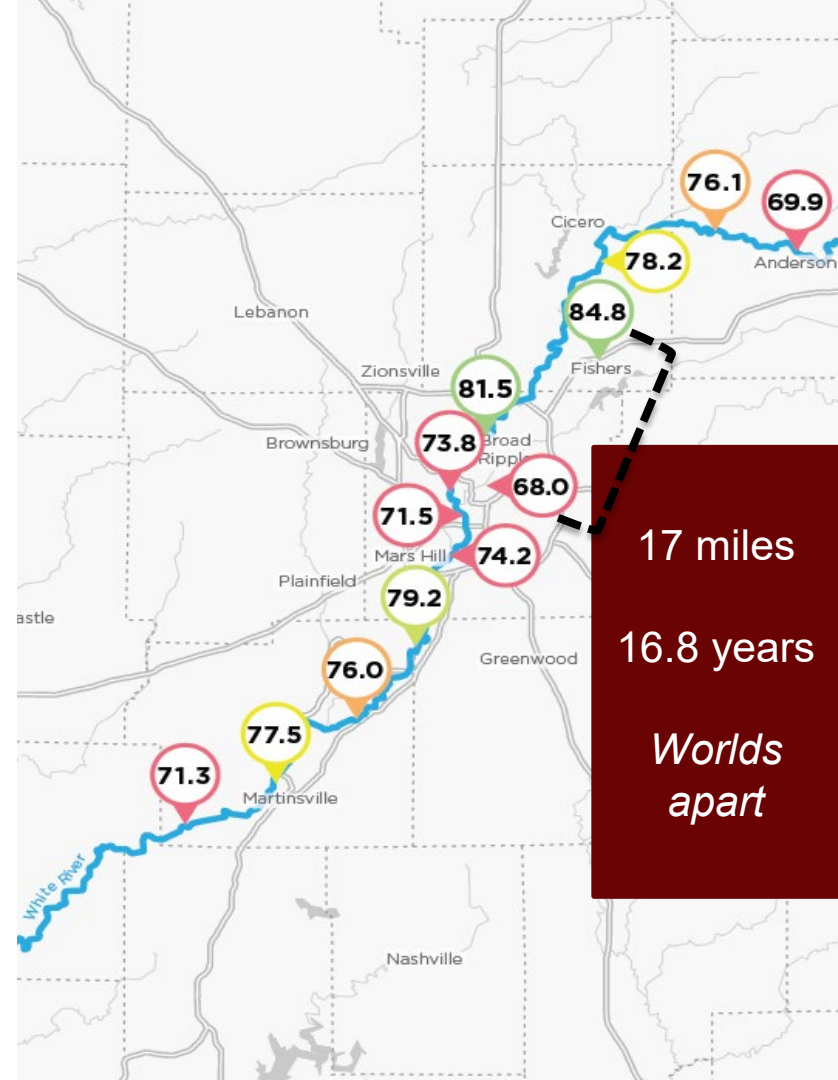 76.1
69.9
Cicero
78.2
Anderson
84.8
Lebanon
Zionsville
Fishers
81.5
73.8
Broad
Ripple
Brownsburg
68.0
71.5
Mars Hill
74.2
17 miles
Plainfield
79.2
astle
16.8 years
Greenwood
76.0
77.5
Worlds
apart
71.3
Martinsville
White River
Nashville